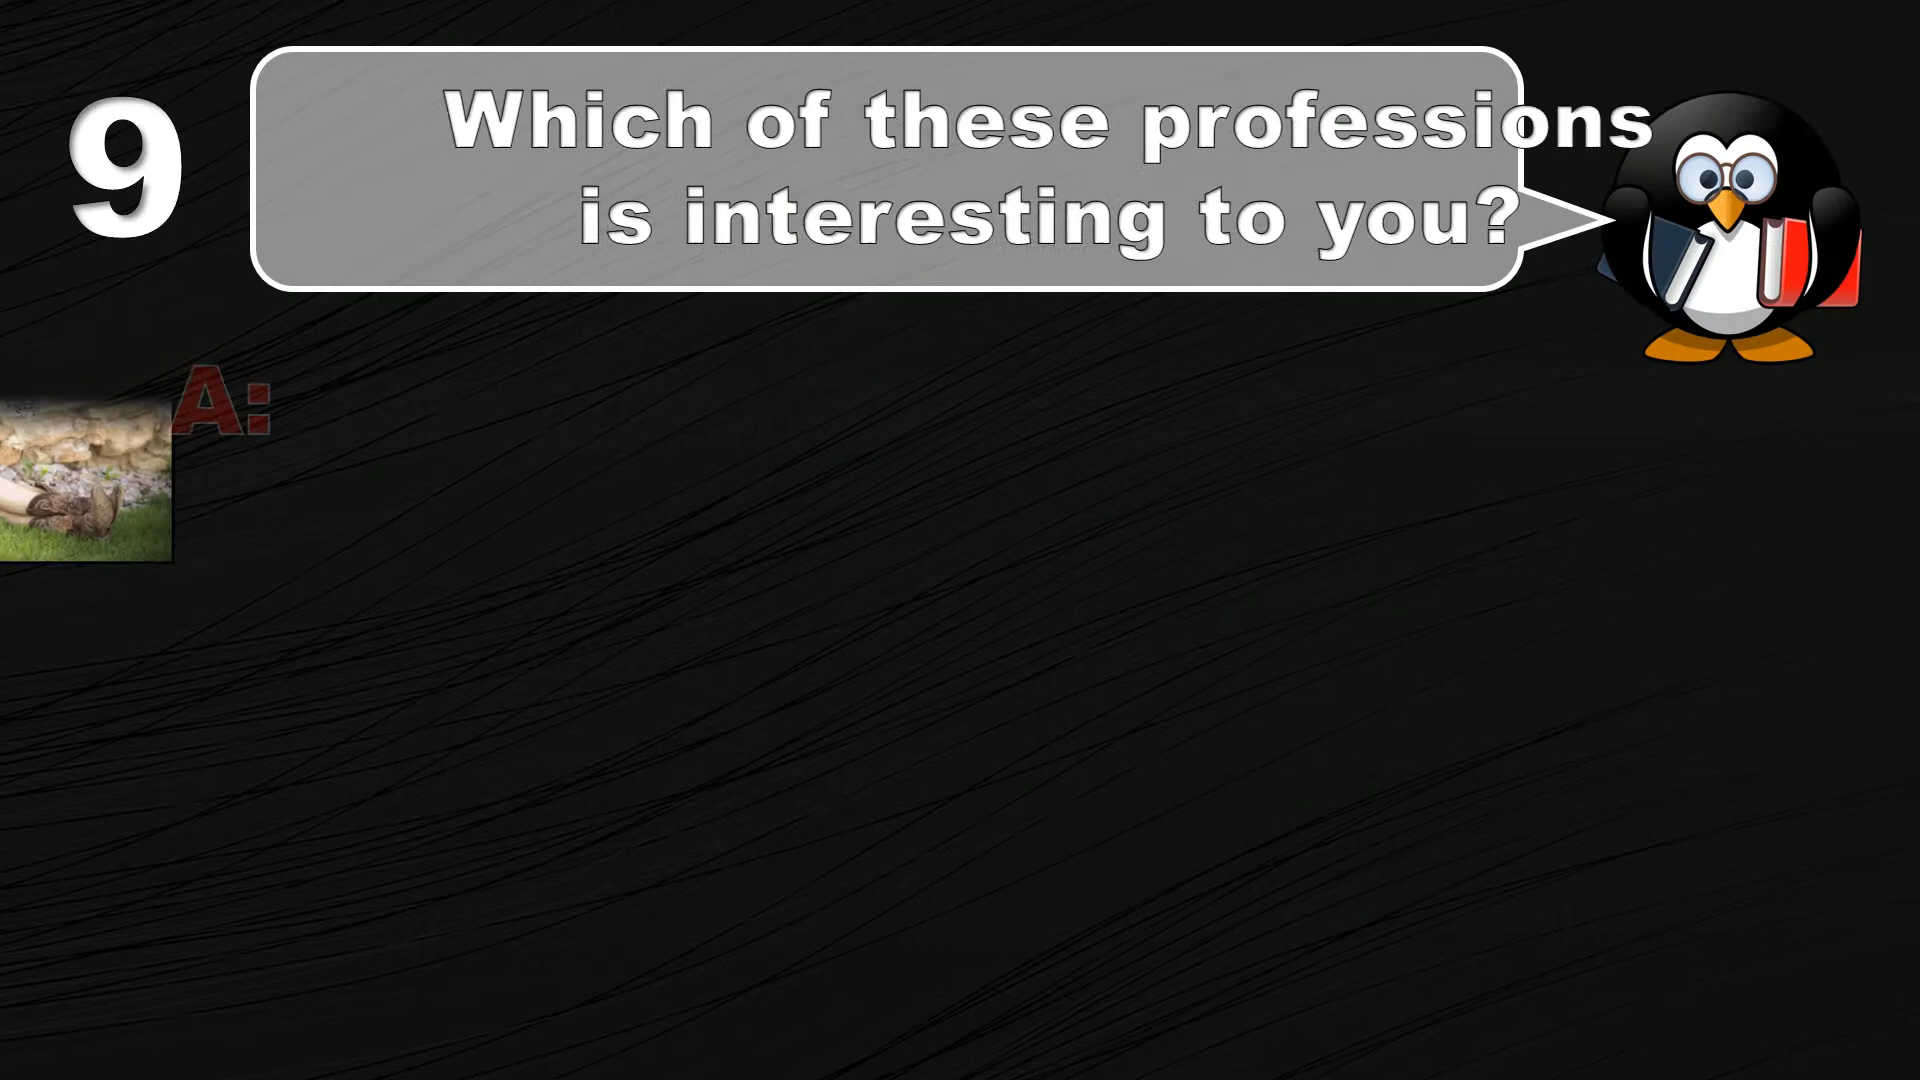 9
Which of these professions
is interesting to you?
A: